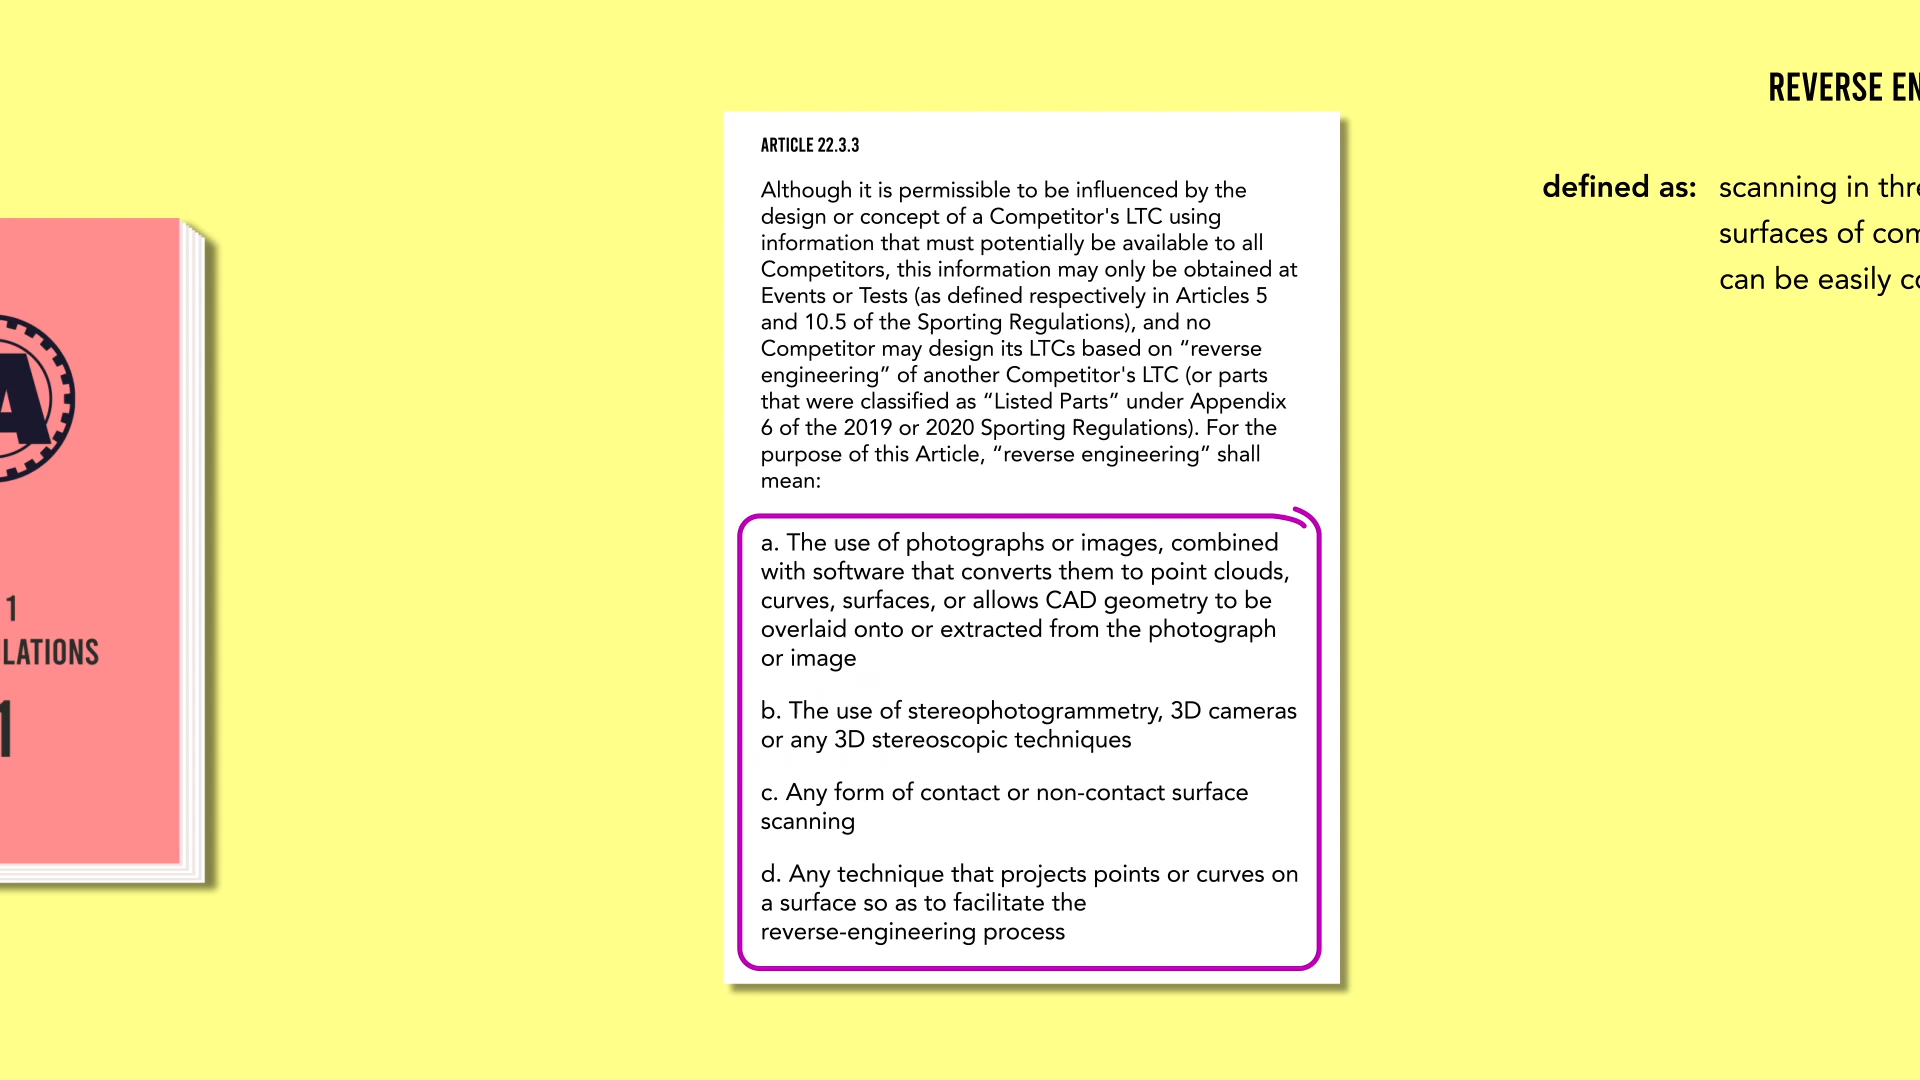 A
1
LATIONS
1
ARTICLE 22.3.3
Although it is permissible to be influenced by the
design or concept of a Competitor's LTC using
information that must potentially be available to all
Competitors, this information may only be obtained at
Events or Tests (as defined respectively in Articles 5
and 10.5 of the Sporting Regulations), and no
Competitor may design its LTCs based on “reverse
engineering” of another Competitor's LTC (or parts
that were classified as “Listed Parts” under Appendix
6 of the 2019 or 2020 Sporting Regulations). For the
purpose of this Article, “reverse engineering” shall
mean:
a. The use of photographs or images, combined
with software that converts them to point clouds,
curves, surfaces, or allows CAD geometry to be
overlaid onto or extracted from the photograph
or image
b. The use of stereophotogrammetry, 3D cameras
or any 3D stereoscopic techniques
c. Any form of contact or non-contact surface
scanning
d. Any technique that projects points or curves on
a surface so as to facilitate the
reverse-engineering process
REVERSE EN
defined as: scanning in thre
surfaces of com
can be easily co